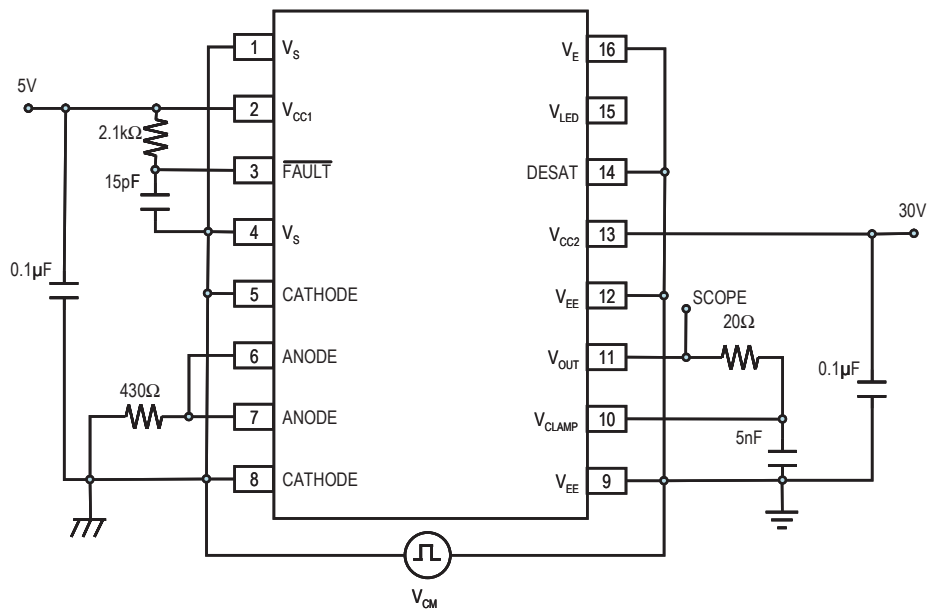 1 V_S V_E 16
5V
2 V_CC1 V_LED 15
2.1kΩ
3 FAULT DESAT 14
15pF
30V
4 V_S V_CC2 13
0.1µF
5 CATHODE V_EE 12
SCOPE
20Ω
6 ANODE V_OUT 11
0.1µF
430Ω
7 ANODE V_CLAMP 10
5nF
8 CATHODE V_EE 9
V_CM